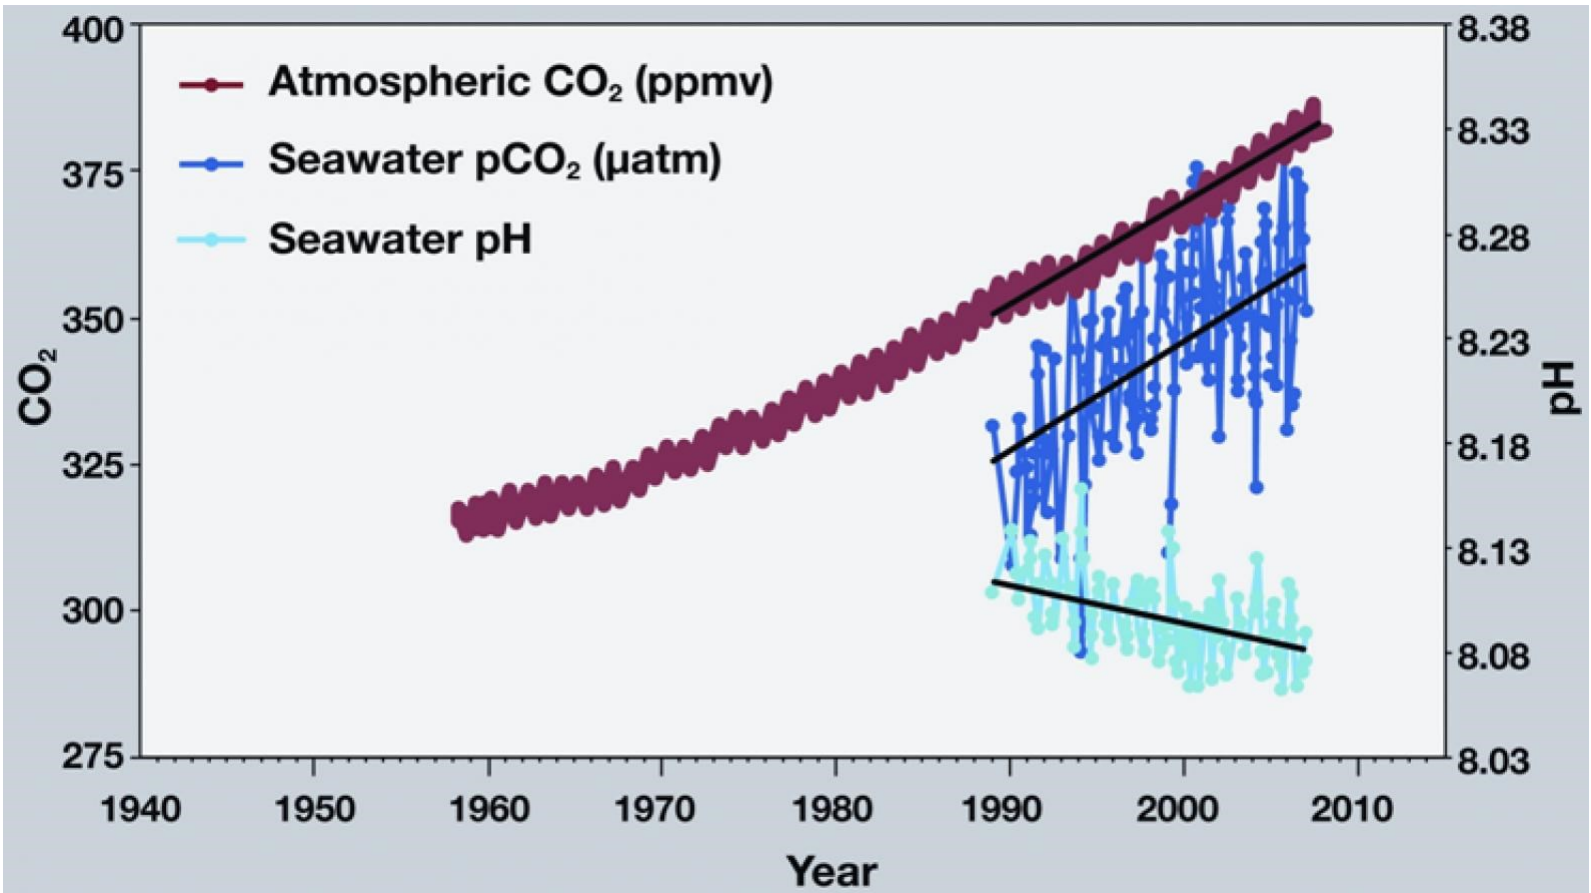 Atmospheric CO₂ (ppmv)
Seawater pCO₂ (μatm)
Seawater pH
400
375
350
325
300
275
CO₂
8.38
8.33
8.28
8.23
8.18
8.13
8.08
8.03
pH
1940 1950 1960 1970 1980 1990 2000 2010
Year